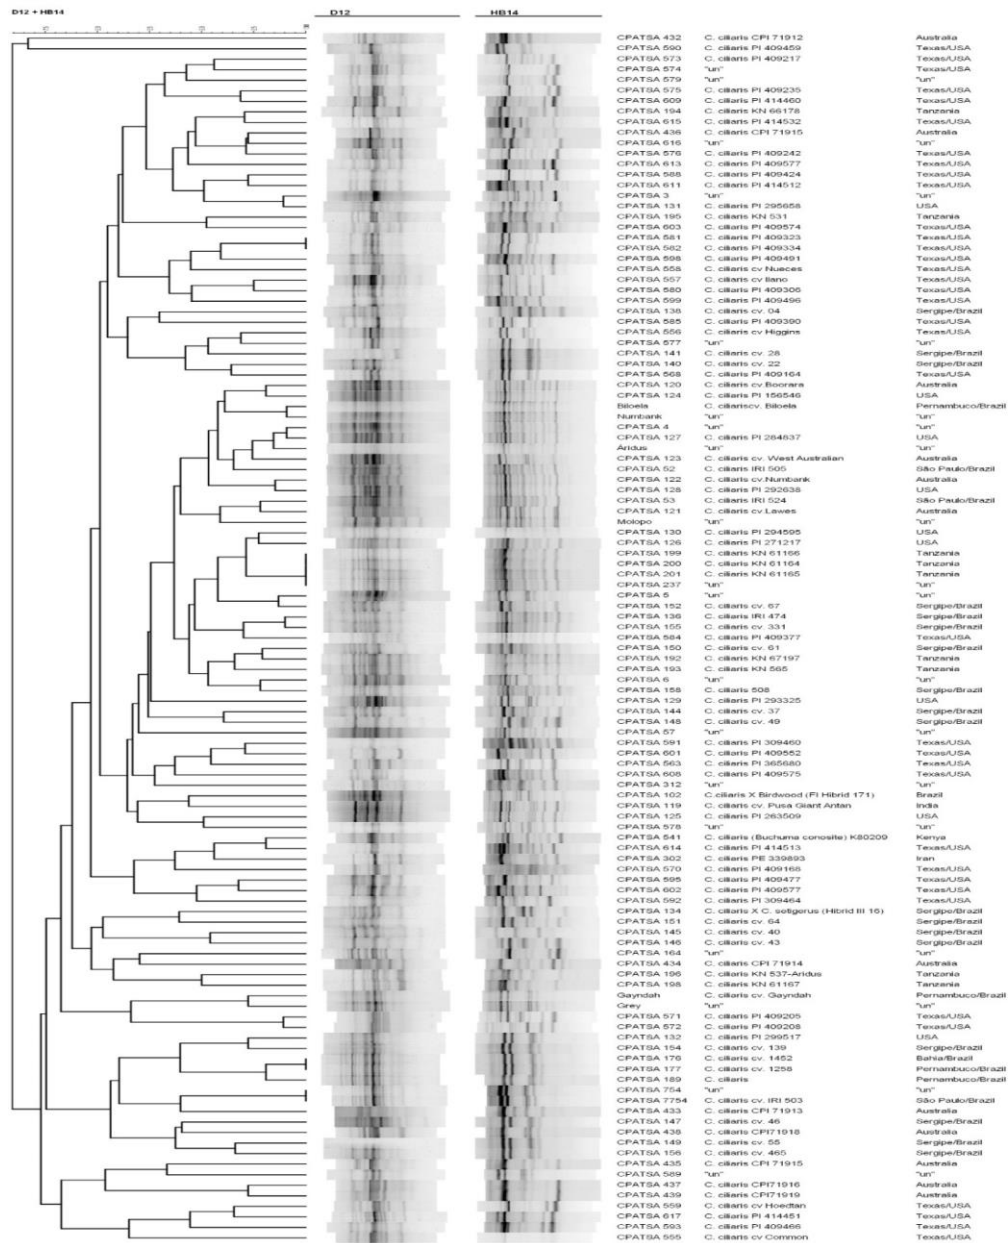 D12 + HB14 D12 HB14
CPATSA 432 C. ciliaris CPI 71912 Australia
CPATSA 590 C. ciliaris PI 409459 Texas/USA
CPATSA 573 C. ciliaris PI 409217 Texas/USA
CPATSA 574 "un" Texas/USA
CPATSA 579 "un" "un"
CPATSA 575 C. ciliaris PI 409235 Texas/USA
CPATSA 609 C. ciliaris PI 414460 Texas/USA
CPATSA 194 C. ciliaris KN 66178 Tanzania
CPATSA 615 C. ciliaris PI 414532 Texas/USA
CPATSA 436 C. ciliaris CPI 71915 Australia
CPATSA 616 "un" "un"
CPATSA 576 C. ciliaris PI 409242 Texas/USA
CPATSA 613 C. ciliaris PI 409577 Texas/USA
CPATSA 588 C. ciliaris PI 409424 Texas/USA
CPATSA 611 C. ciliaris PI 414512 Texas/USA
CPATSA 3 "un" "un"
CPATSA 131 C. ciliaris PI 295658 USA
CPATSA 195 C. ciliaris KN 531 Tanzania
CPATSA 603 C. ciliaris PI 409574 Texas/USA
CPATSA 581 C. ciliaris PI 409323 Texas/USA
CPATSA 582 C. ciliaris PI 409334 Texas/USA
CPATSA 598 C. ciliaris PI 409491 Texas/USA
CPATSA 558 C. ciliaris cv Nueces Texas/USA
CPATSA 557 C. ciliaris cv llano Texas/USA
CPATSA 580 C. ciliaris PI 409306 Texas/USA
CPATSA 599 C. ciliaris PI 409496 Texas/USA
CPATSA 138 C. ciliaris cv. 04 Sergipe/Brazil
CPATSA 585 C. ciliaris PI 409390 Texas/USA
CPATSA 556 C. ciliaris cv Higgins Texas/USA
CPATSA 577 "un" "un"
CPATSA 141 C. ciliaris cv. 28 Sergipe/Brazil
CPATSA 140 C. ciliaris cv. 22 Sergipe/Brazil
CPATSA 568 C. ciliaris PI 409164 Texas/USA
CPATSA 120 C. ciliaris cv.Boorara Australia
CPATSA 124 C. ciliaris PI 156546 USA
Biloela C. ciliariscv. Biloela Pernambuco/Brazil
Numbank "un" "un"
CPATSA 4 "un" "un"
CPATSA 127 C. ciliaris PI 284837 USA
Áridus "un" "un"
CPATSA 123 C. ciliaris cv. West Australian Australia
CPATSA 52 C. ciliaris IRI 505 São Paulo/Brazil
CPATSA 122 C. ciliaris cv.Numbank Australia
CPATSA 128 C. ciliaris PI 292638 USA
CPATSA 53 C. ciliaris IRI 524 São Paulo/Brazil
CPATSA 121 C. ciliaris cv.Lawes Australia
Molopo "un" "un"
CPATSA 130 C. ciliaris PI 294595 USA
CPATSA 126 C. ciliaris PI 271217 USA
CPATSA 199 C. ciliaris KN 61166 Tanzania
CPATSA 200 C. ciliaris KN 61164 Tanzania
CPATSA 201 C. ciliaris KN 61165 Tanzania
CPATSA 237 "un" "un"
CPATSA 5 "un" "un"
CPATSA 152 C. ciliaris cv. 67 Sergipe/Brazil
CPATSA 136 C. ciliaris IRI 474 Sergipe/Brazil
CPATSA 155 C. ciliaris cv. 331 Sergipe/Brazil
CPATSA 584 C. ciliaris PI 409377 Texas/USA
CPATSA 150 C. ciliaris cv. 61 Sergipe/Brazil
CPATSA 192 C. ciliaris KN 67197 Tanzania
CPATSA 193 C. ciliaris KN 565 Tanzania
CPATSA 6 "un" "un"
CPATSA 158 C. ciliaris 508 Sergipe/Brazil
CPATSA 129 C. ciliaris PI 293325 USA
CPATSA 144 C. ciliaris cv. 37 Sergipe/Brazil
CPATSA 148 C. ciliaris cv. 49 Sergipe/Brazil
CPATSA 57 "un" "un"
CPATSA 591 C. ciliaris PI 309460 Texas/USA
CPATSA 601 C. ciliaris PI 409552 Texas/USA
CPATSA 563 C. ciliaris PI 365680 Texas/USA
CPATSA 608 C. ciliaris PI 409575 Texas/USA
CPATSA 312 "un" "un"
CPATSA 102 C.ciliaris X Birdwood (FI Hibrid 171) Brazil
CPATSA 119 C. ciliaris cv. Pusa Giant Antan India
CPATSA 125 C. ciliaris PI 263509 USA
CPATSA 578 "un" "un"
CPATSA 541 C. ciliaris (Buchuma conosite) K80209 Kenya
CPATSA 614 C. ciliaris PI 414513 Texas/USA
CPATSA 302 C. ciliaris PE 339893 Iran
CPATSA 570 C. ciliaris PI 409168 Texas/USA
CPATSA 595 C. ciliaris PI 409477 Texas/USA
CPATSA 602 C. ciliaris PI 409577 Texas/USA
CPATSA 592 C. ciliaris PI 309464 Texas/USA
CPATSA 134 C. ciliaris X C. setigerus (Hibrid III 16) Sergipe/Brazil
CPATSA 151 C. ciliaris cv. 64 Sergipe/Brazil
CPATSA 145 C. ciliaris cv. 40 Sergipe/Brazil
CPATSA 146 C. ciliaris cv. 43 Sergipe/Brazil
CPATSA 164 "un" "un"
CPATSA 434 C. ciliaris CPI 71914 Australia
CPATSA 196 C. ciliaris KN 537-Aridus Tanzania
CPATSA 198 C. ciliaris KN 61167 Tanzania
Gayndah C. ciliaris cv. Gayndah Pernambuco/Brazil
Grey "un" "un"
CPATSA 571 C. ciliaris PI 409205 Texas/USA
CPATSA 572 C. ciliaris PI 409208 Texas/USA
CPATSA 132 C. ciliaris PI 299517 USA
CPATSA 154 C. ciliaris cv. 139 Sergipe/Brazil
CPATSA 176 C. ciliaris cv. 1452 Bahia/Brazil
CPATSA 177 C. ciliaris cv. 1258 Pernambuco/Brazil
CPATSA 189 C. ciliaris Pernambuco/Brazil
CPATSA 754 "un" "un"
CPATSA 7754 C. ciliaris cv. IRI 503 São Paulo/Brazil
CPATSA 433 C. ciliaris CPI 71913 Australia
CPATSA 147 C. ciliaris cv. 46 Sergipe/Brazil
CPATSA 438 C. ciliaris CPI71918 Australia
CPATSA 149 C. ciliaris cv. 55 Sergipe/Brazil
CPATSA 156 C. ciliaris cv. 465 Sergipe/Brazil
CPATSA 435 C. ciliaris CPI 71915 Australia
CPATSA 589 "un" "un"
CPATSA 437 C. ciliaris CPI71916 Australia
CPATSA 439 C. ciliaris CPI71919 Australia
CPATSA 559 C. ciliaris cv Hoedtan Texas/USA
CPATSA 617 C. ciliaris PI 414451 Texas/USA
CPATSA 593 C. ciliaris PI 409466 Texas/USA
CPATSA 555 C. ciliaris cv Common Texas/USA